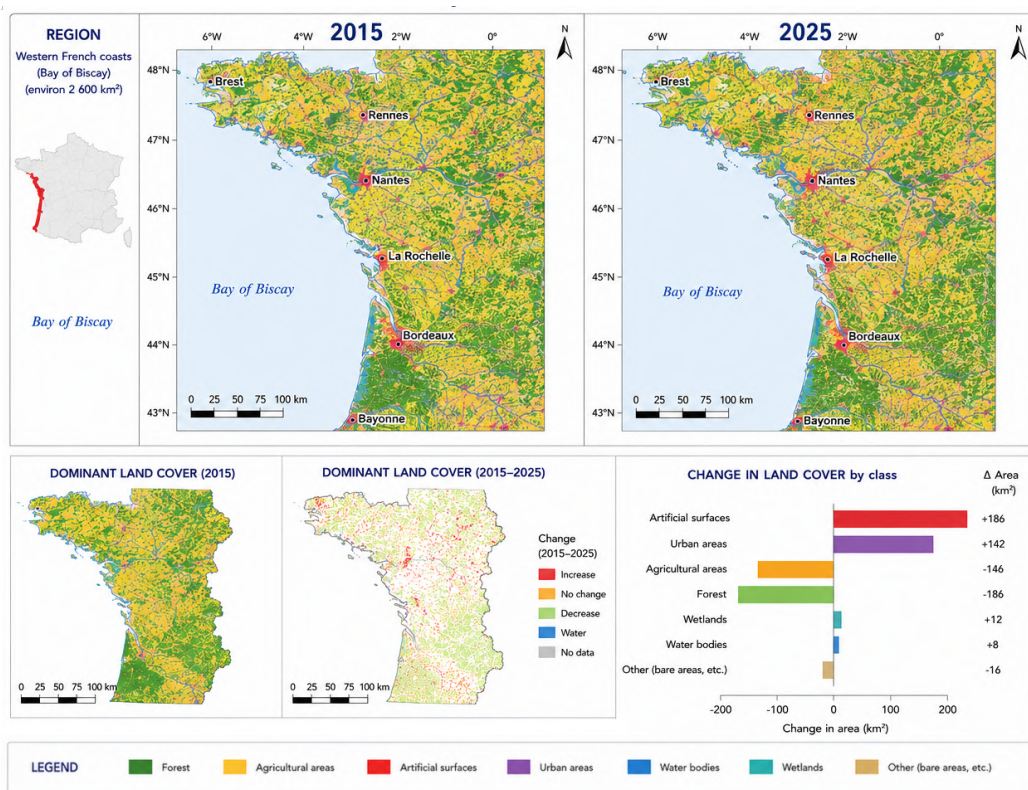 REGION
Western French coasts
(Bay of Biscay)
(environ 2 600 km²)
Bay of Biscay
2015
N
6°W
4°W
2°W
0°
48°N
47°N
46°N
45°N
44°N
43°N
Brest
Rennes
Nantes
La Rochelle
Bay of Biscay
Bordeaux
Bayonne
0 25 50 75 100 km
2025
N
6°W
4°W
2°W
0°
48°N
47°N
46°N
45°N
44°N
43°N
Brest
Rennes
Nantes
La Rochelle
Bay of Biscay
Bordeaux
Bayonne
0 25 50 75 100 km
DOMINANT LAND COVER (2015)
0 25 50 75 100 km
DOMINANT LAND COVER (2015–2025)
Change
(2015–2025)
Increase
No change
Decrease
Water
No data
0 25 50 75 100 km
CHANGE IN LAND COVER by class
Δ Area
(km²)
Artificial surfaces +186
Urban areas +142
Agricultural areas -146
Forest -186
Wetlands +12
Water bodies +8
Other (bare areas, etc.) -16
-200 -100 0 100 200
Change in area (km²)
LEGEND Forest Agricultural areas Artificial surfaces Urban areas Water bodies Wetlands Other (bare areas, etc.)